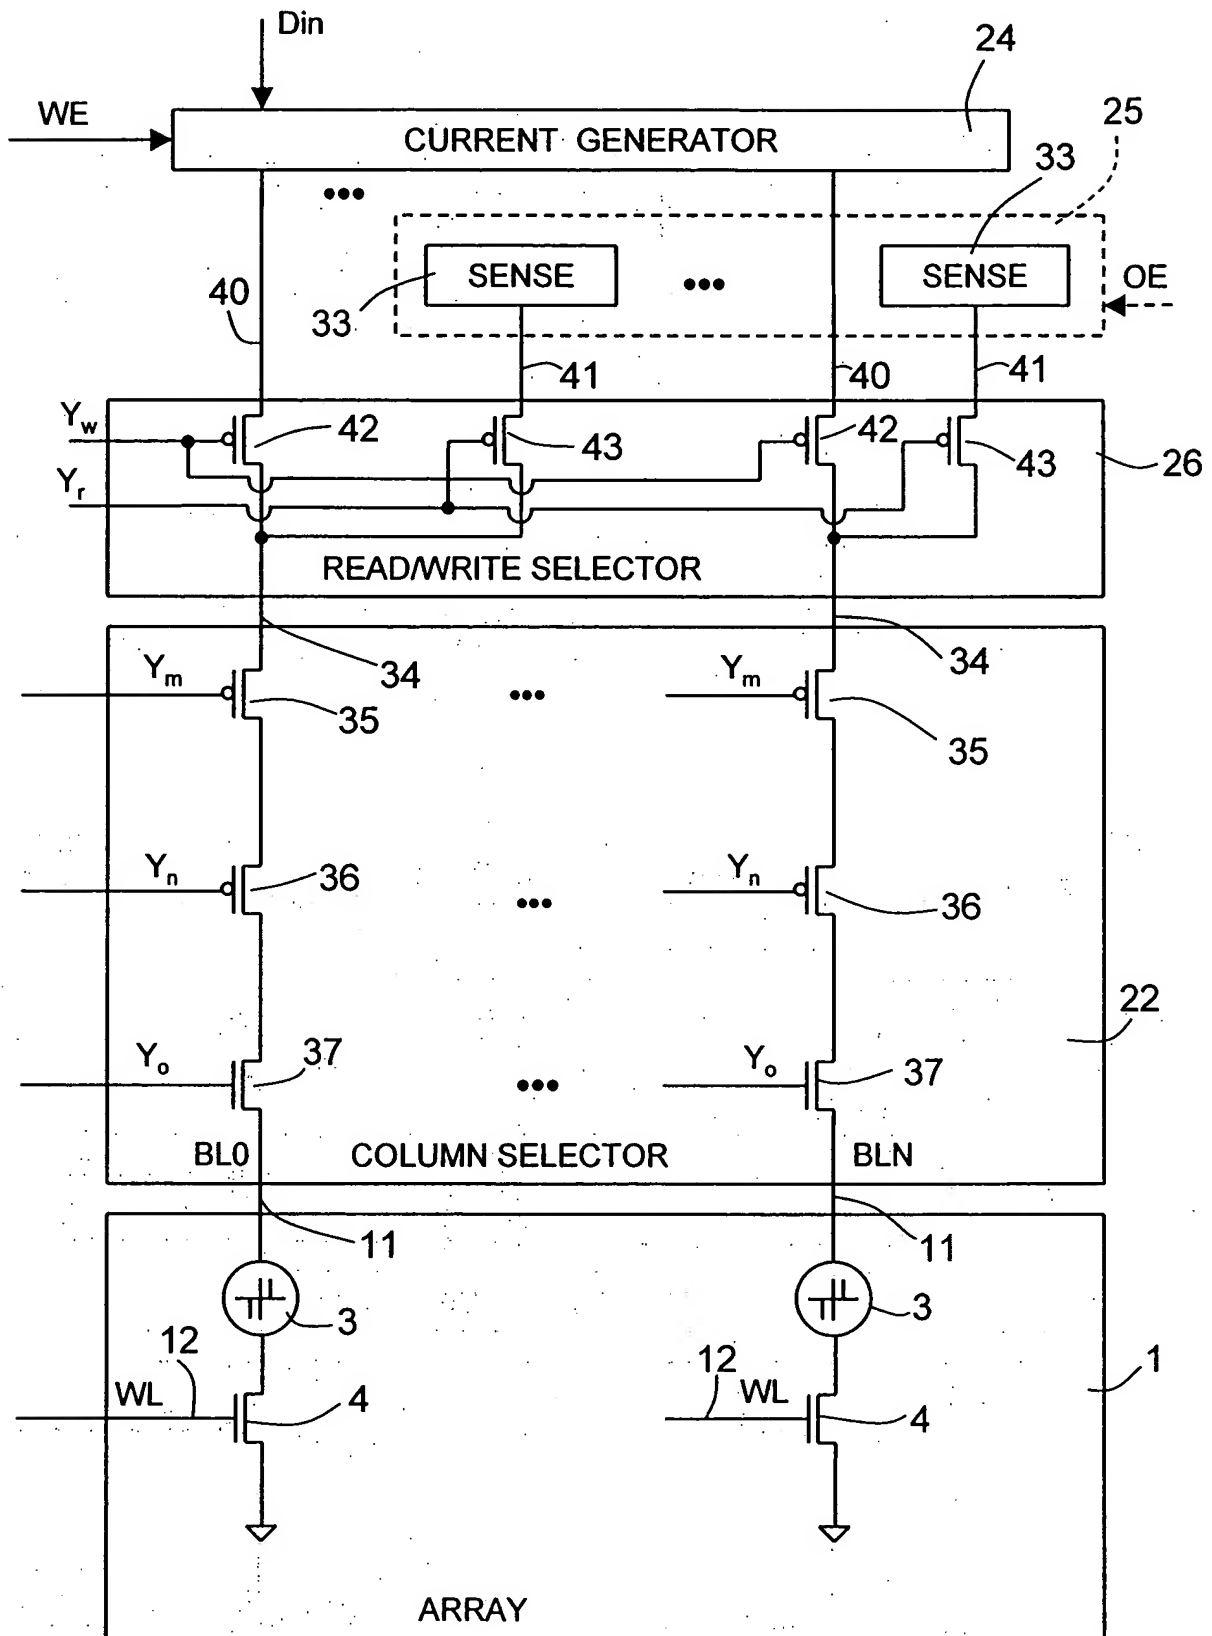 Din
24
WE
CURRENT GENERATOR
25
33
SENSE
SENSE
OE
40
33
41
40
41
Yw
42
43
42
43
26
Yr
READ/WRITE SELECTOR
Ym
34
Ym
34
35
35
Yn
36
Yn
36
22
Yo
37
Yo
37
BL0
COLUMN SELECTOR
BLN
11
11
3
3
12
WL
4
12
WL
4
1
ARRAY